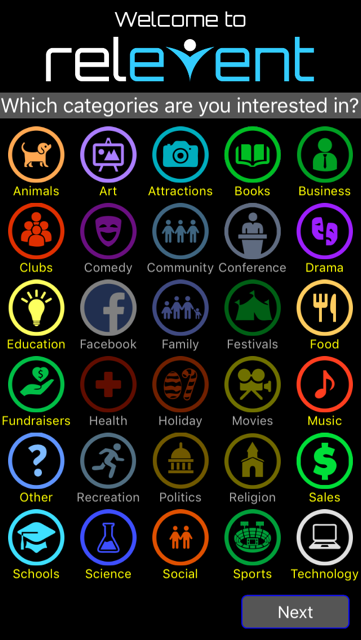 Welcome to
relevent
Which categories are you interested in?
Animals Art Attractions Books Business
Clubs Comedy Community Conference Drama
Education Facebook Family Festivals Food
Fundraisers Health Holiday Movies Music
Other Recreation Politics Religion Sales
Schools Science Social Sports Technology
Next